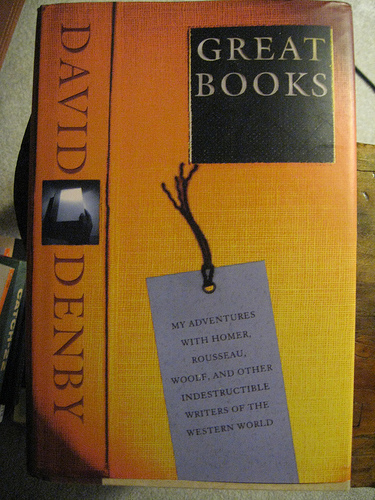 GREAT
BOOKS
DAVID DENBY
MY ADVENTURES
WITH HOMER,
ROUSSEAU,
WOOLF, AND OTHER
INDESTRUCTIBLE
WRITERS OF THE
WESTERN WORLD